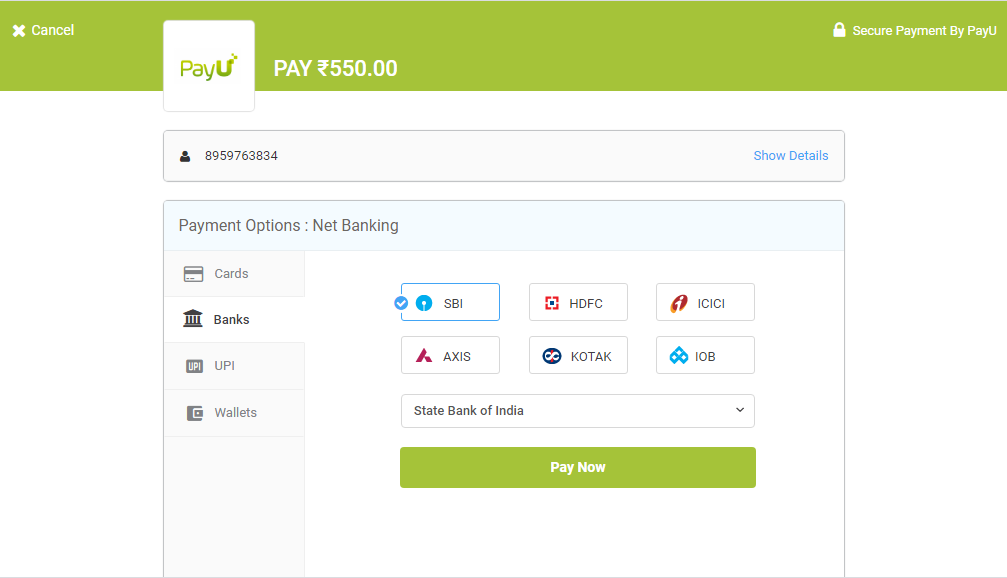 Cancel
Secure Payment By PayU
PayU
PAY ₹550.00
8959763834
Show Details
Payment Options : Net Banking
Cards
Banks
UPI UPI
Wallets
SBI HDFC ICICI
AXIS KOTAK IOB
State Bank of India
Pay Now